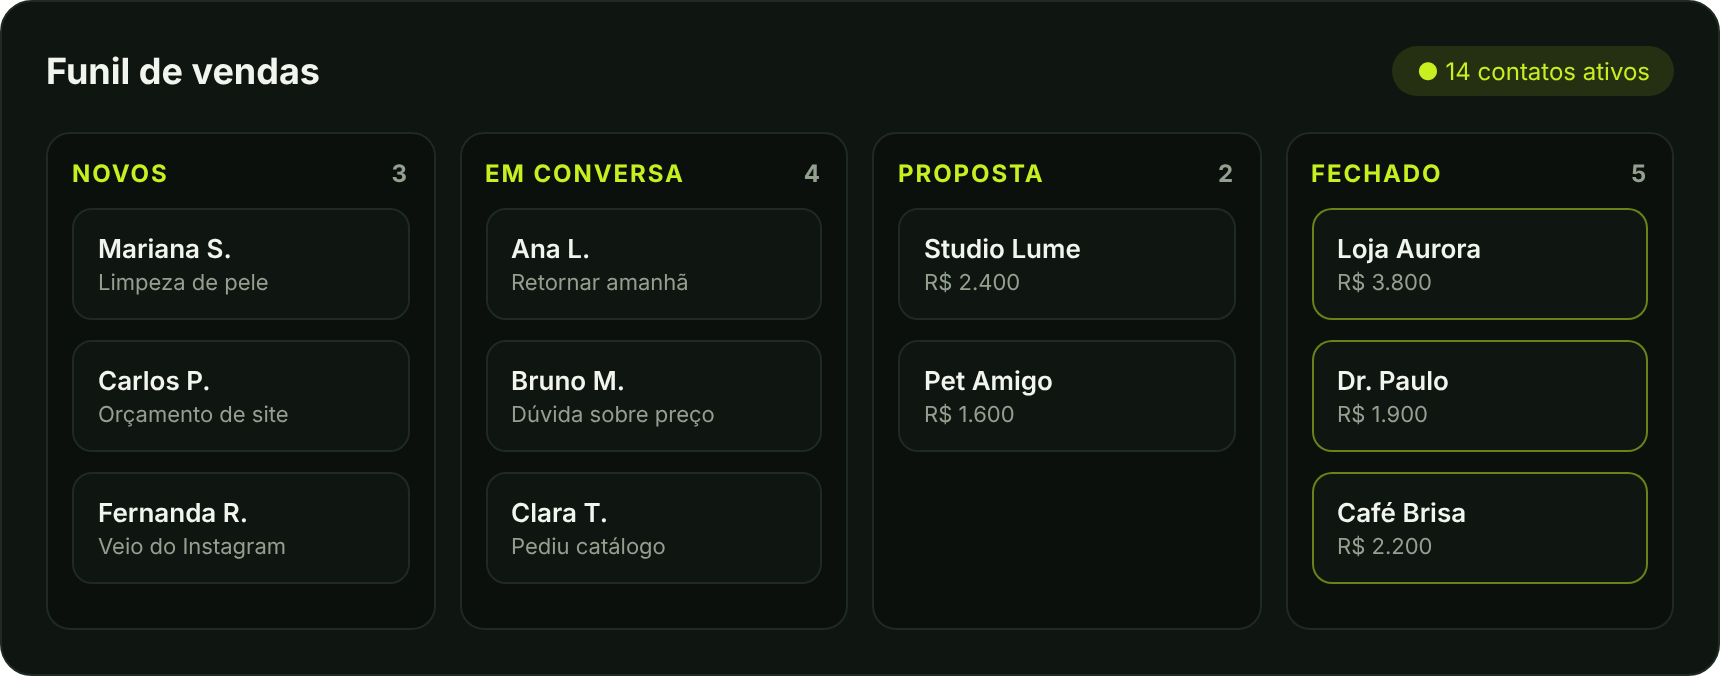 Funil de vendas
14 contatos ativos
NOVOS 3
Mariana S.
Limpeza de pele
Carlos P.
Orçamento de site
Fernanda R.
Veio do Instagram
EM CONVERSA 4
Ana L.
Retornar amanhã
Bruno M.
Dúvida sobre preço
Clara T.
Pediu catálogo
PROPOSTA 2
Studio Lume
R$ 2.400
Pet Amigo
R$ 1.600
FECHADO 5
Loja Aurora
R$ 3.800
Dr. Paulo
R$ 1.900
Café Brisa
R$ 2.200